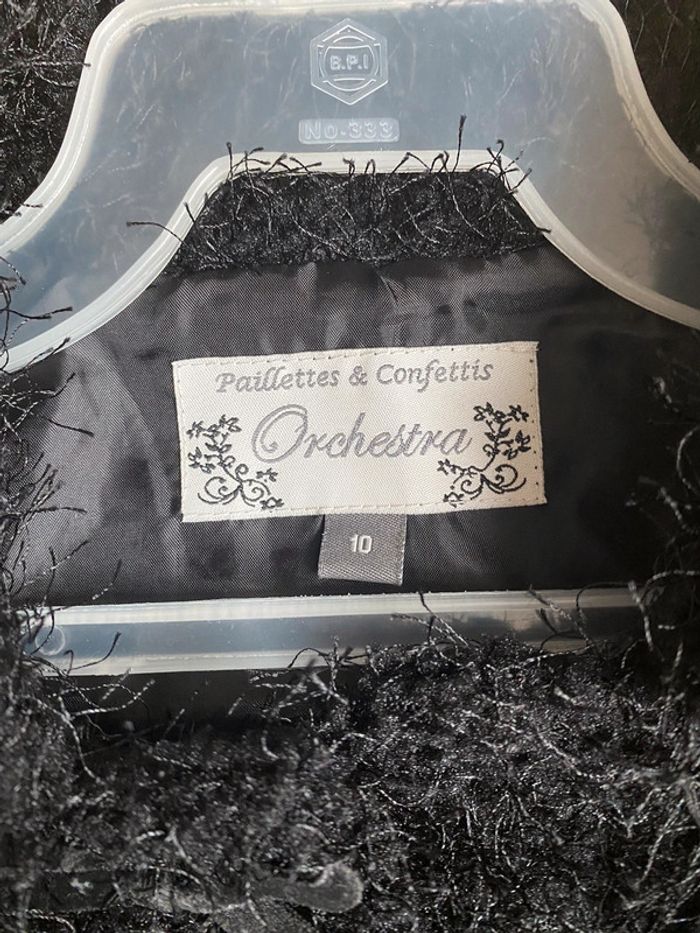 B.P.I
No-333
Paillettes & Confettis
Orchestra
10